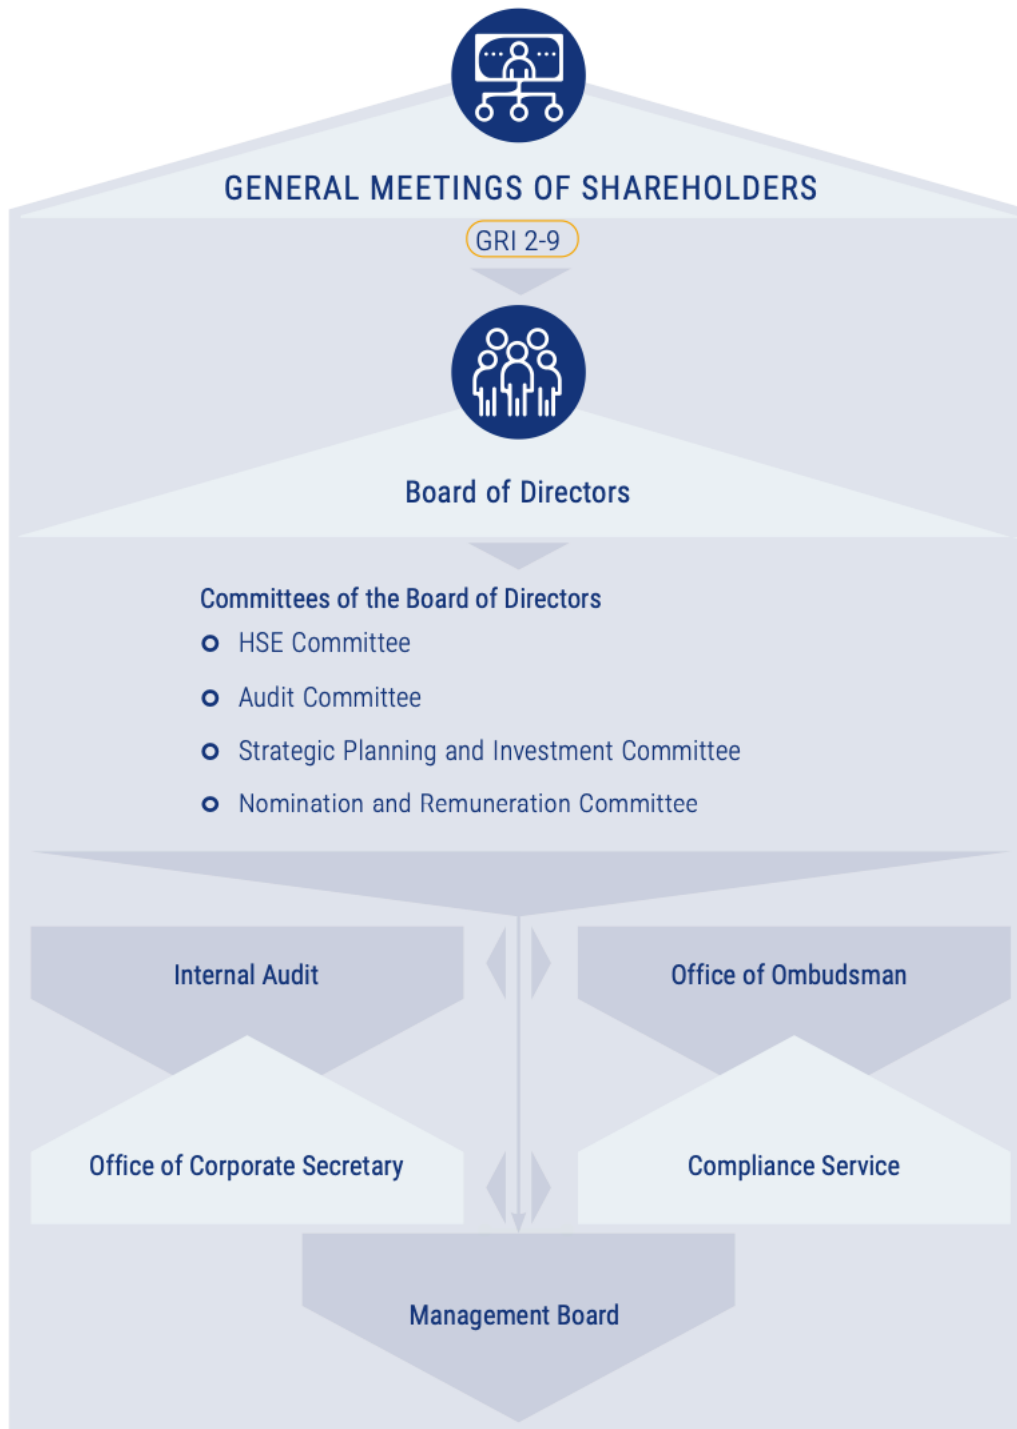 GENERAL MEETINGS OF SHAREHOLDERS
GRI 2-9
Board of Directors
Committees of the Board of Directors
HSE Committee
Audit Committee
Strategic Planning and Investment Committee
Nomination and Remuneration Committee
Internal Audit
Office of Ombudsman
Office of Corporate Secretary
Compliance Service
Management Board